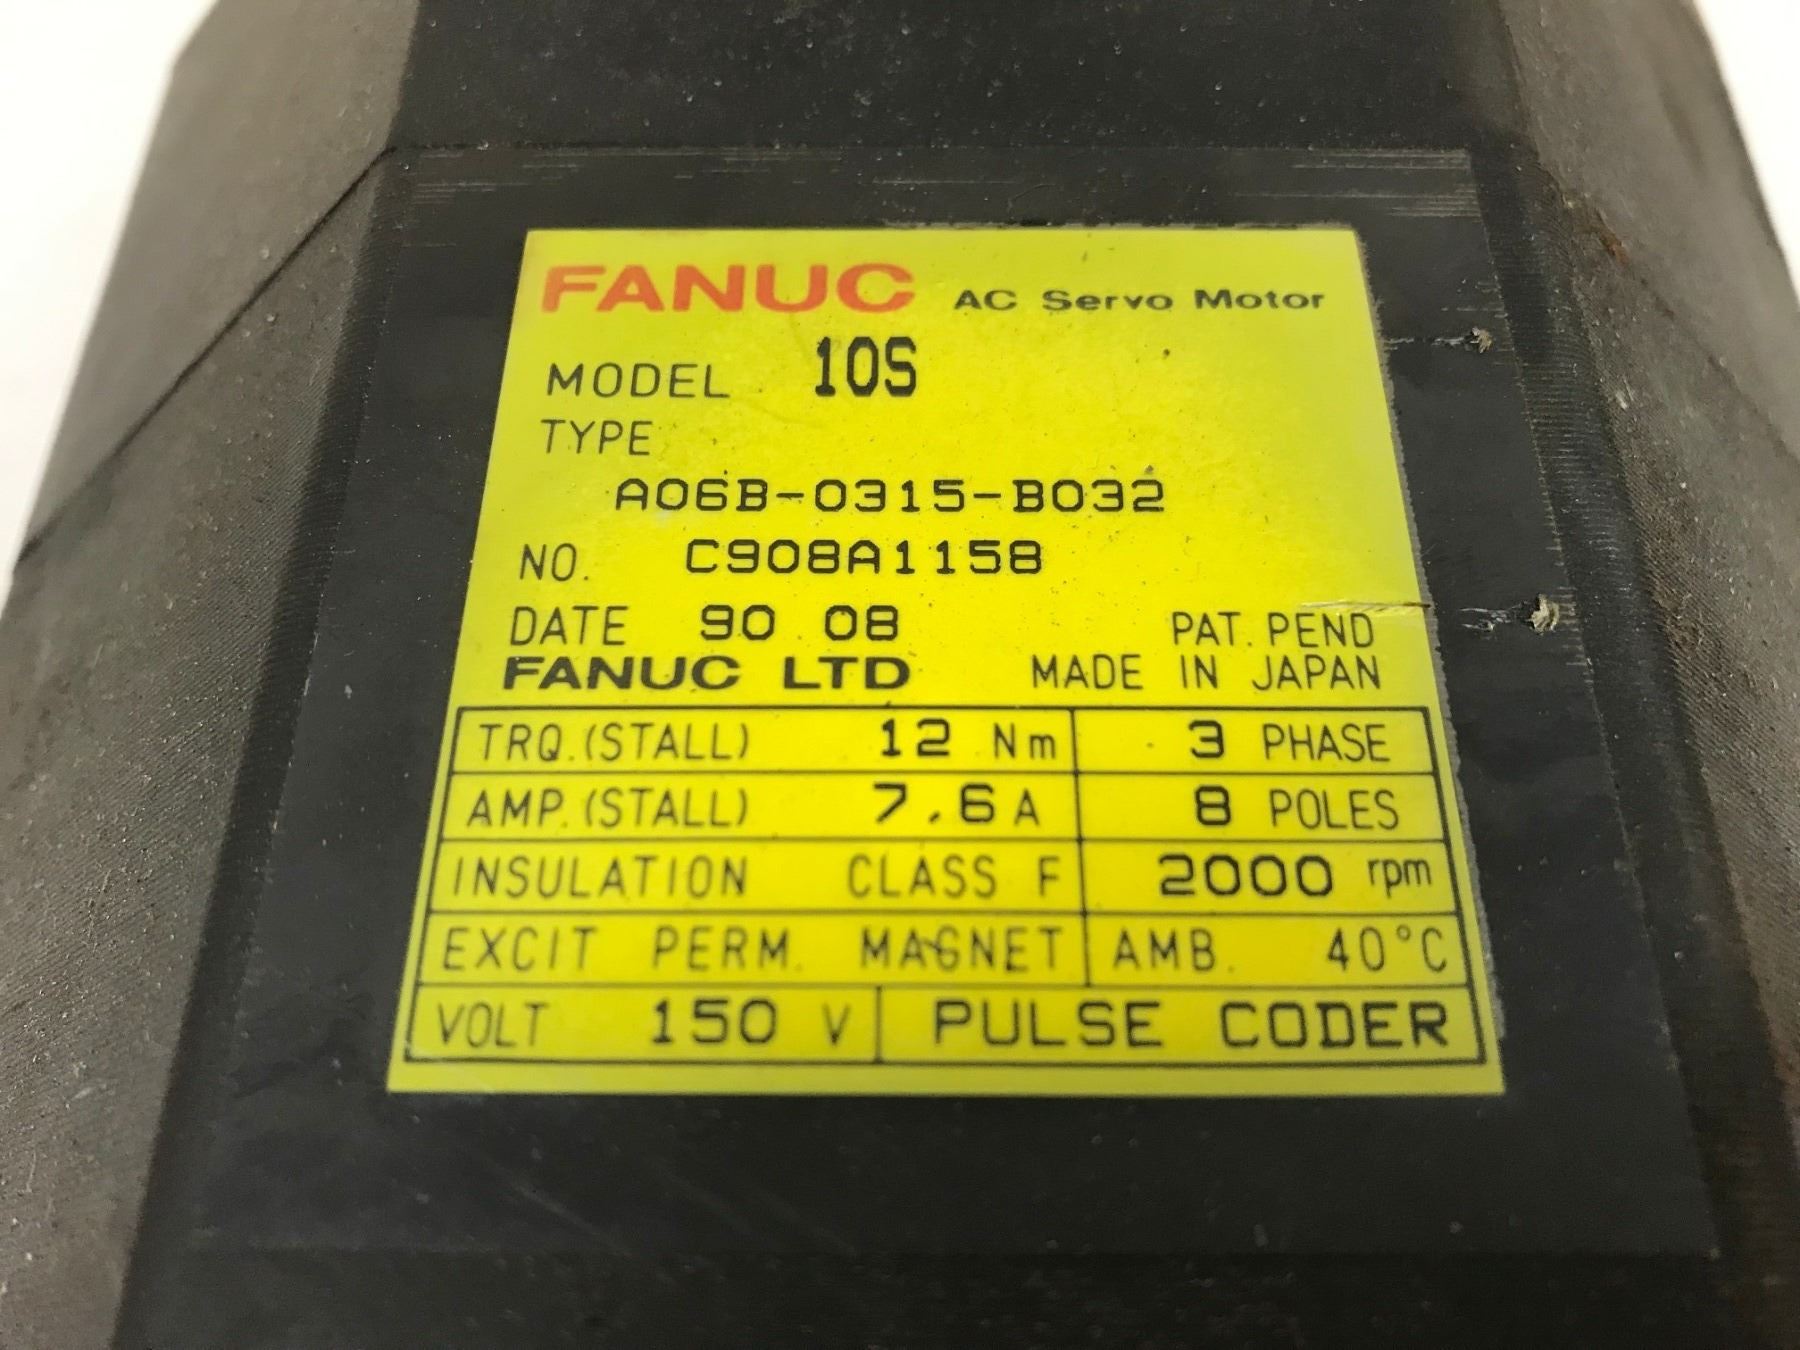 FANUC AC Servo Motor
MODEL 10S
TYPE
A06B-0315-B032
NO. C908A1158
DATE 90 08 PAT. PEND
FANUC LTD MADE IN JAPAN
TRQ.(STALL) 12 Nm 3 PHASE
AMP.(STALL) 7.6 A 8 POLES
INSULATION CLASS F 2000 rpm
EXCIT PERM. MAGNET AMB. 40°C
VOLT 150 V PULSE CODER